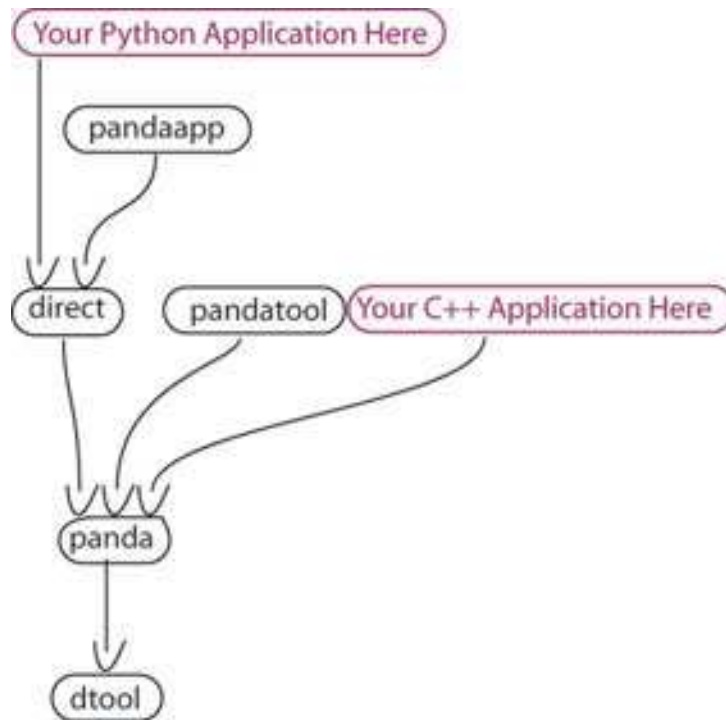 Your Python Application Here
pandaapp
direct
pandatool
Your C++ Application Here
panda
dtool